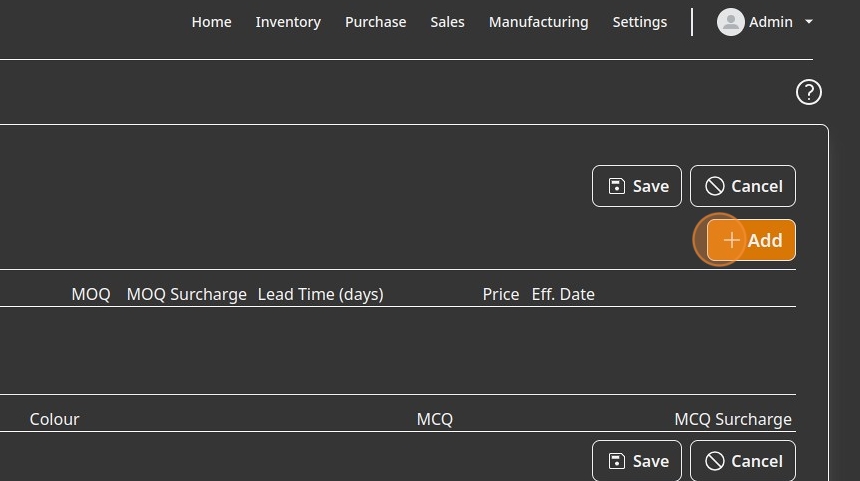 Home Inventory Purchase Sales Manufacturing Settings Admin
?
Save Cancel
+ Add
MOQ MOQ Surcharge Lead Time (days) Price Eff. Date
Colour MCQ MCQ Surcharge
Save Cancel